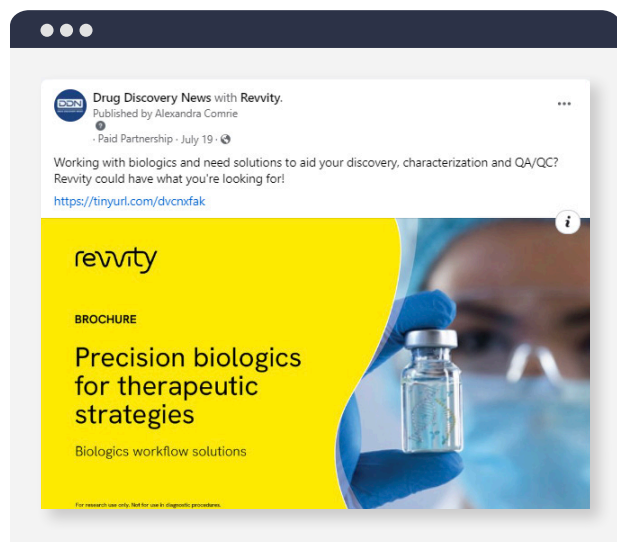 DDN
Drug Discovery News with Revvity.
Published by Alexandra Comrie
· Paid Partnership · July 19 ·
Working with biologics and need solutions to aid your discovery, characterization and QA/QC?
Revvity could have what you're looking for!
https://tinyurl.com/dvcnxfak
i
revvity
BROCHURE
Precision biologics
for therapeutic
strategies
Biologics workflow solutions
For research use only. Not for use in diagnostic procedures.